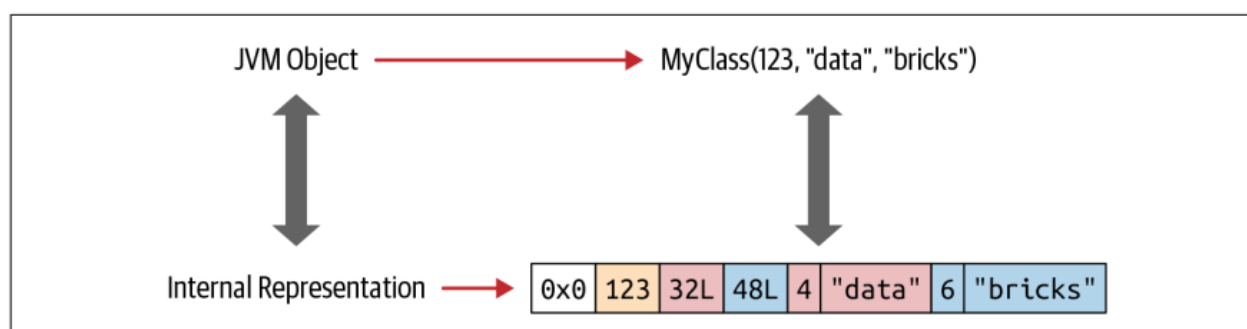 JVM Object MyClass(123, "data", "bricks")
Internal Representation 0x0 123 32L 48L 4 "data" 6 "bricks"